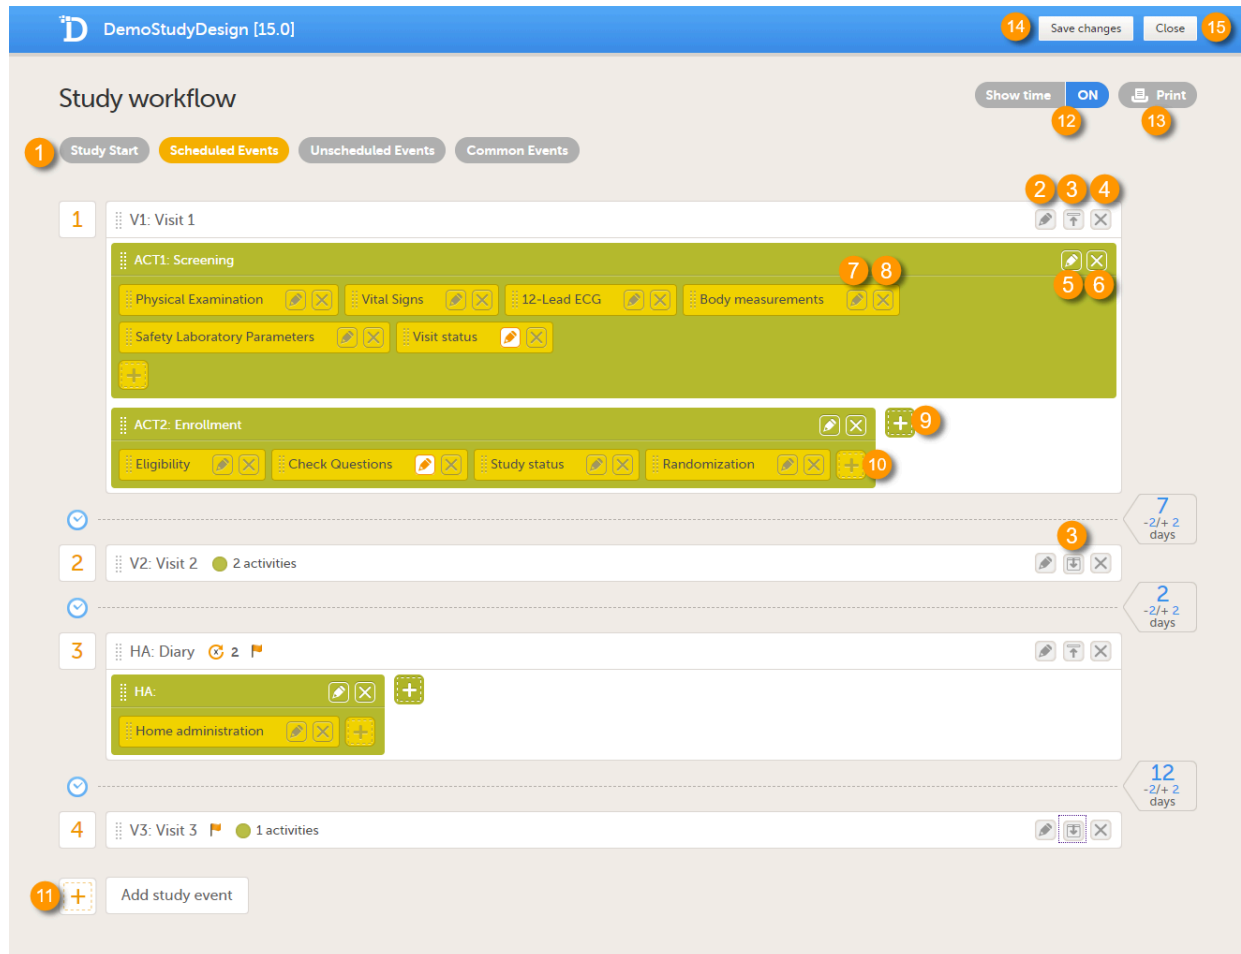 DemoStudyDesign [15.0]
14 Save changes Close 15
Study workflow
Show time ON Print
12 13
1 Study Start Scheduled Events Unscheduled Events Common Events
2 3 4
1 V1: Visit 1
ACT1: Screening
7 8 5 6
Physical Examination Vital Signs 12-Lead ECG Body measurements
Safety Laboratory Parameters Visit status
ACT2: Enrollment
9
Eligibility Check Questions Study status Randomization 10
7
-2/+ 2
days
3
2 V2: Visit 2 2 activities
2
-2/+ 2
days
3 HA: Diary x 2
HA:
Home administration
12
-2/+ 2
days
4 V3: Visit 3 1 activities
11 Add study event